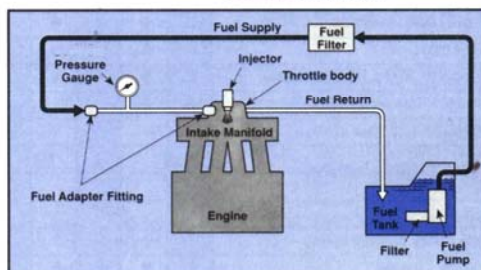 Fuel Supply
Fuel
Filter
Pressure
Gauge
Injector
Throttle body
Fuel Return
Intake Manifold
Fuel Adapter Fitting
Engine
Fuel
Tank
Filter
Fuel
Pump